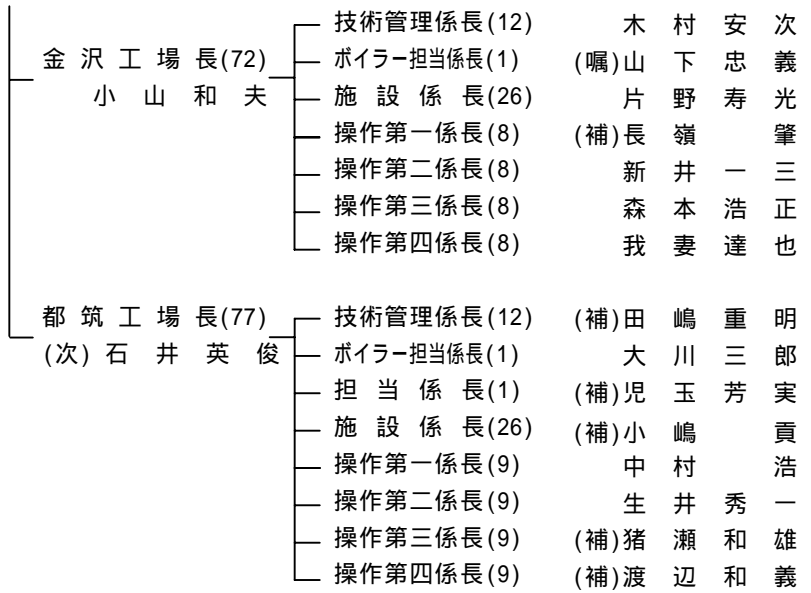 技術管理係長(12) 木村安次
金沢工場長(72) ボイラー担当係長(1) (嘱)山下忠義
小山和夫 施設係長(26) 片野寿光
操作第一係長(8) (補)長嶺肇
操作第二係長(8) 新井一三
操作第三係長(8) 森本浩正
操作第四係長(8) 我妻達也
都筑工場長(77) 技術管理係長(12) (補)田嶋重明
(次)石井英俊 ボイラー担当係長(1) 大川三郎
担当係長(1) (補)児玉芳実
施設係長(26) (補)小嶋貢
操作第一係長(9) 中村浩
操作第二係長(9) 生井秀一
操作第三係長(9) (補)猪瀬和雄
操作第四係長(9) (補)渡辺和義